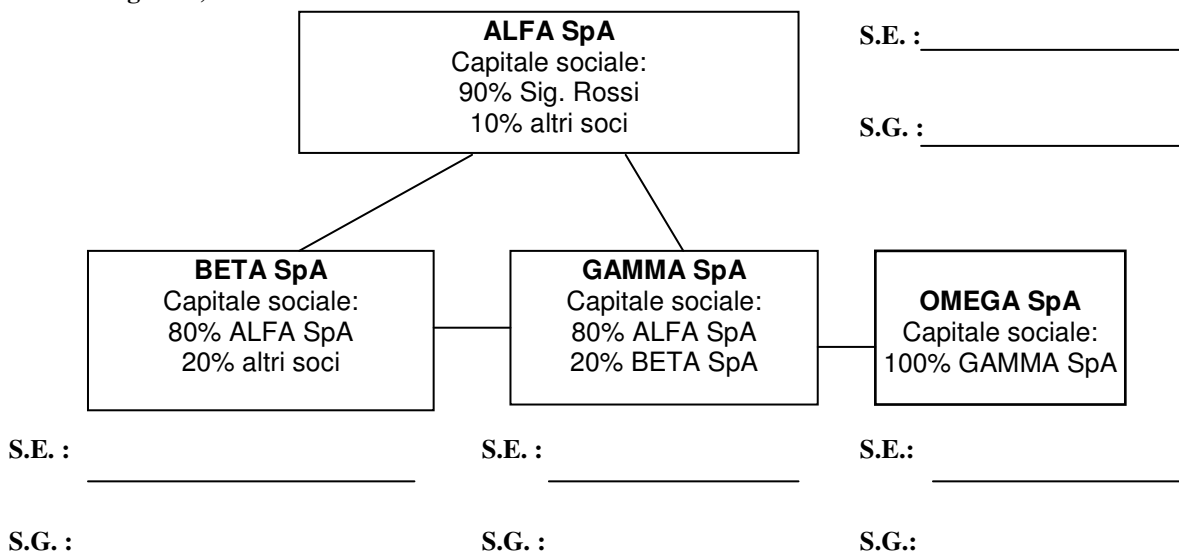 ALFA SpA
Capitale sociale:
90% Sig. Rossi
10% altri soci
S.E. :
S.G. :
BETA SpA
Capitale sociale:
80% ALFA SpA
20% altri soci
GAMMA SpA
Capitale sociale:
80% ALFA SpA
20% BETA SpA
OMEGA SpA
Capitale sociale:
100% GAMMA SpA
S.E. :
S.E. :
S.E.:
S.G. :
S.G. :
S.G.: